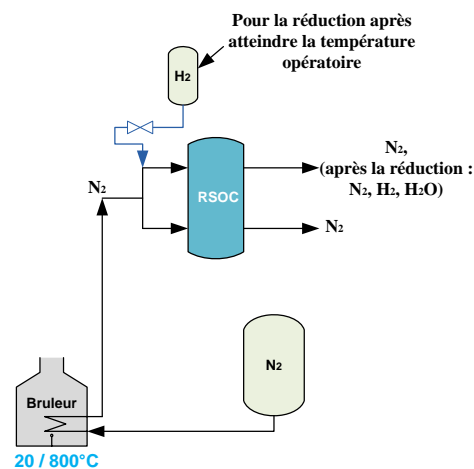 Pour la réduction après
atteindre la température
opératoire
H2
N2
RSOC
N2,
(après la réduction :
N2, H2, H2O)
N2
N2
Bruleur
20 / 800°C